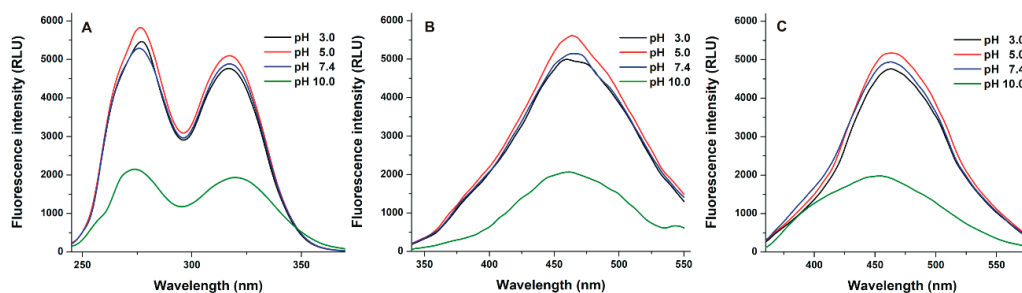 A
pH 3.0
pH 5.0
pH 7.4
pH 10.0
Fluorescence intensity (RLU)
6000
5000
4000
3000
2000
1000
0
250
300
350
Wavelength (nm)
B
pH 3.0
pH 5.0
pH 7.4
pH 10.0
Fluorescence intensity (RLU)
6000
5000
4000
3000
2000
1000
0
350
400
450
500
550
Wavelength (nm)
C
pH 3.0
pH 5.0
pH 7.4
pH 10.0
Fluorescence intensity (RLU)
6000
5000
4000
3000
2000
1000
0
400
450
500
550
Wavelength (nm)